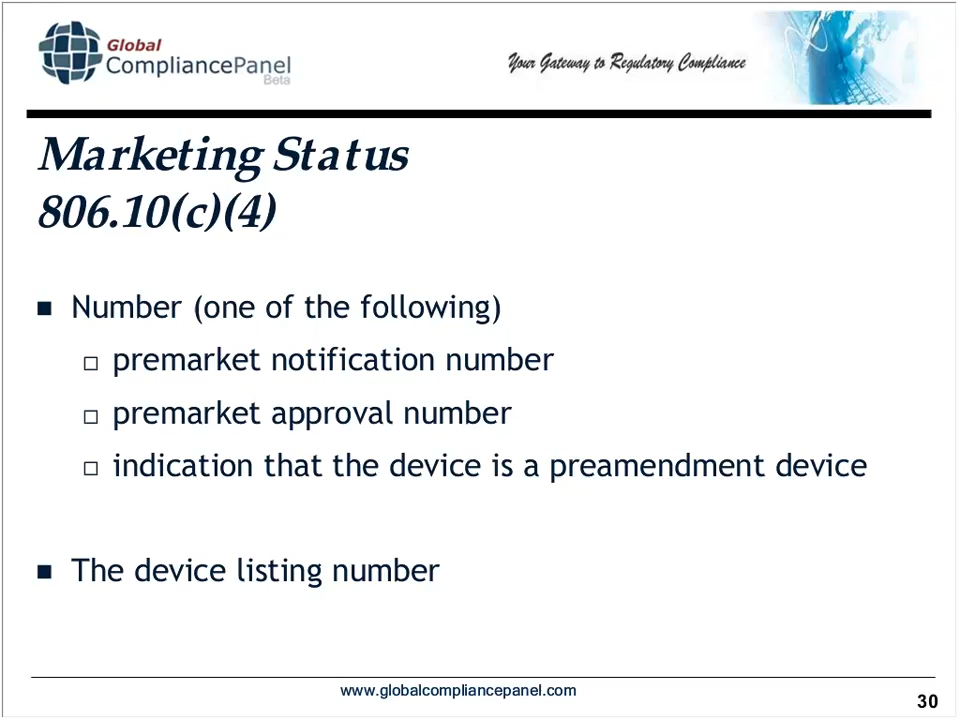 Global
CompliancePanel
Beta
Your Gateway to Regulatory Compliance
Marketing Status
806.10(c)(4)
■ Number (one of the following)
□ premarket notification number
□ premarket approval number
□ indication that the device is a preamendment device
■ The device listing number
www.globalcompliancepanel.com
30